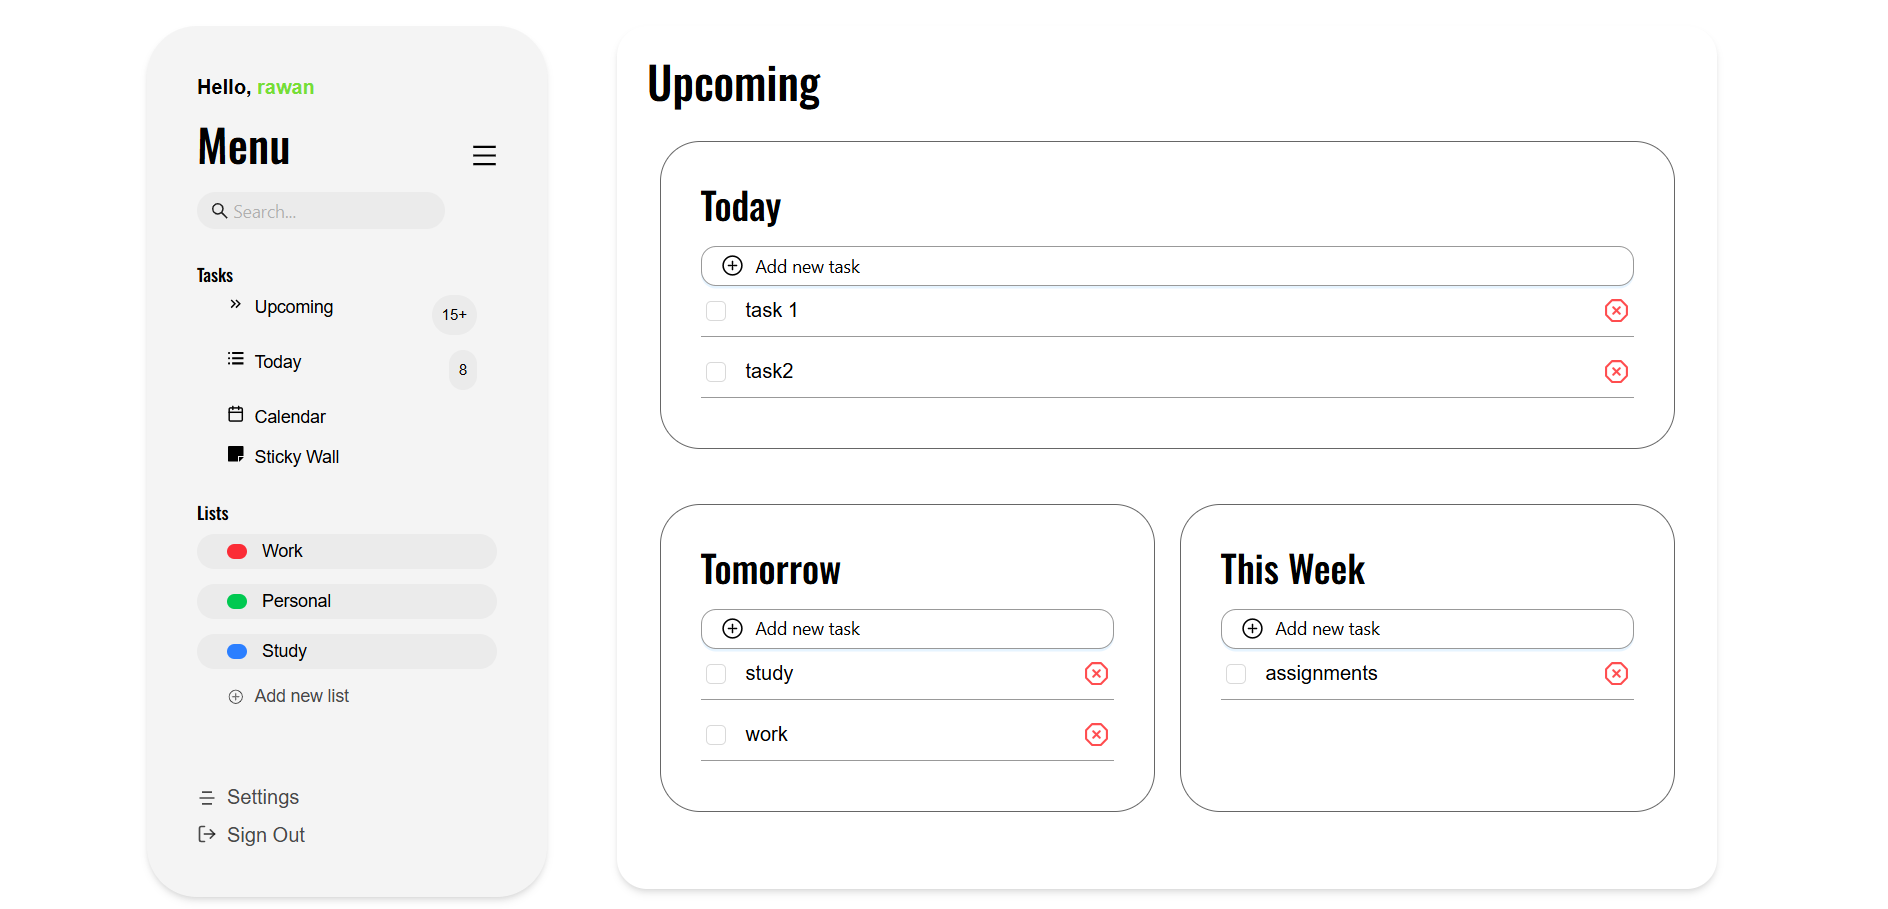 Hello, rawan
Menu
Search...
Tasks
Upcoming 15+
Today 8
Calendar
Sticky Wall
Lists
Work
Personal
Study
Add new list
Settings
Sign Out
Upcoming
Today
Add new task
task 1
task2
Tomorrow
Add new task
study
work
This Week
Add new task
assignments